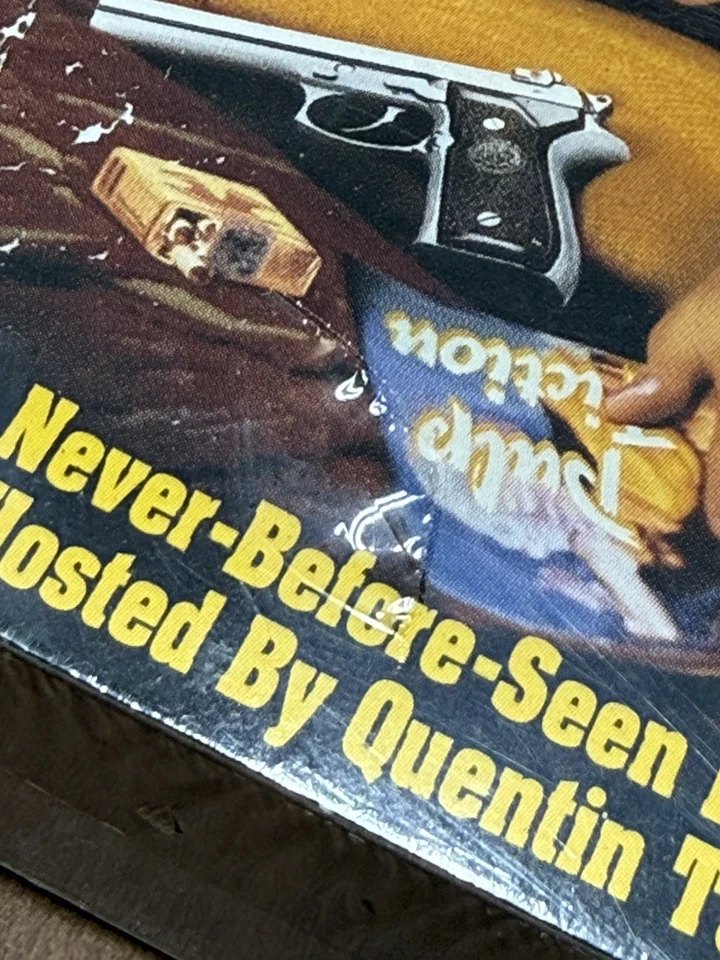 Pulp
Fiction
Never-Before-Seen
Hosted By Quentin